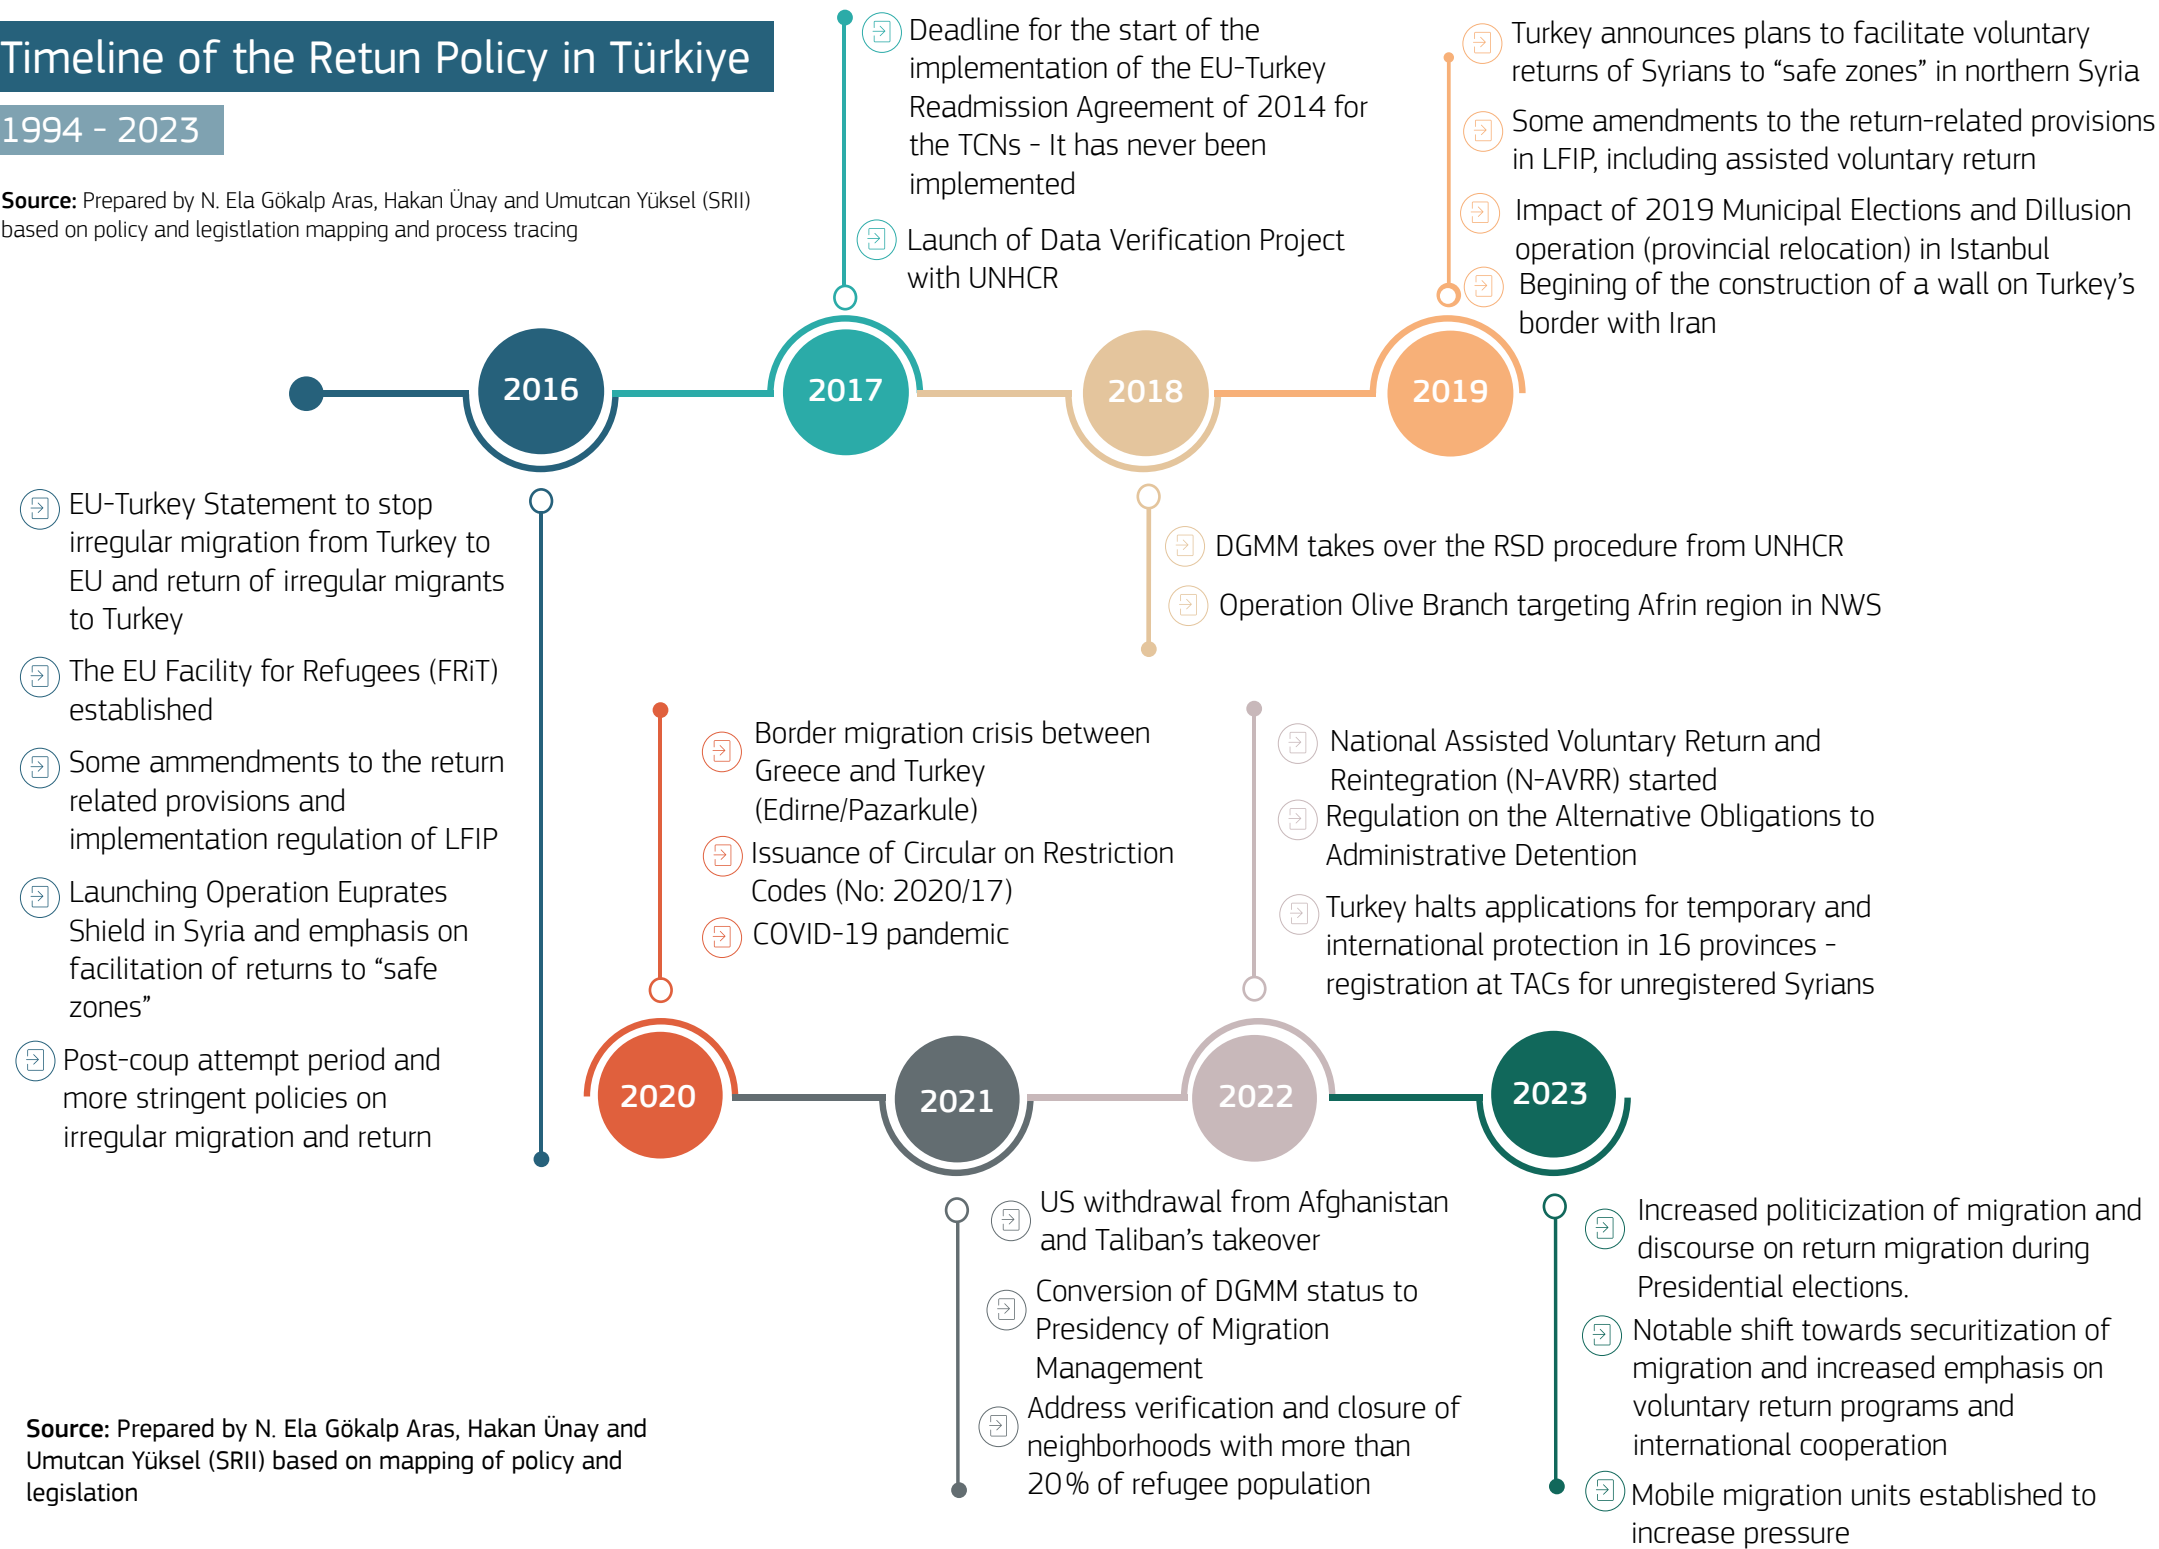 Timeline of the Retun Policy in Türkiye
1994 - 2023
Source: Prepared by N. Ela Gökalp Aras, Hakan Ünay and Umutcan Yüksel (SRII)
based on policy and legistlation mapping and process tracing
2016
EU-Turkey Statement to stop
irregular migration from Turkey to
EU and return of irregular migrants
to Turkey
The EU Facility for Refugees (FRiT)
established
Some ammendments to the return
related provisions and
implementation regulation of LFIP
Launching Operation Euprates
Shield in Syria and emphasis on
facilitation of returns to “safe
zones”
Post-coup attempt period and
more stringent policies on
irregular migration and return
2017
Deadline for the start of the
implementation of the EU-Turkey
Readmission Agreement of 2014 for
the TCNs - It has never been
implemented
Launch of Data Verification Project
with UNHCR
2018
DGMM takes over the RSD procedure from UNHCR
Operation Olive Branch targeting Afrin region in NWS
2019
Turkey announces plans to facilitate voluntary
returns of Syrians to “safe zones” in northern Syria
Some amendments to the return-related provisions
in LFIP, including assisted voluntary return
Impact of 2019 Municipal Elections and Dillusion
operation (provincial relocation) in Istanbul
Begining of the construction of a wall on Turkey’s
border with Iran
2020
Border migration crisis between
Greece and Turkey
(Edirne/Pazarkule)
Issuance of Circular on Restriction
Codes (No: 2020/17)
COVID-19 pandemic
2021
US withdrawal from Afghanistan
and Taliban’s takeover
Conversion of DGMM status to
Presidency of Migration
Management
Address verification and closure of
neighborhoods with more than
20% of refugee population
2022
National Assisted Voluntary Return and
Reintegration (N-AVRR) started
Regulation on the Alternative Obligations to
Administrative Detention
Turkey halts applications for temporary and
international protection in 16 provinces -
registration at TACs for unregistered Syrians
2023
Increased politicization of migration and
discourse on return migration during
Presidential elections.
Notable shift towards securitization of
migration and increased emphasis on
voluntary return programs and
international cooperation
Mobile migration units established to
increase pressure
Source: Prepared by N. Ela Gökalp Aras, Hakan Ünay and
Umutcan Yüksel (SRII) based on mapping of policy and
legislation